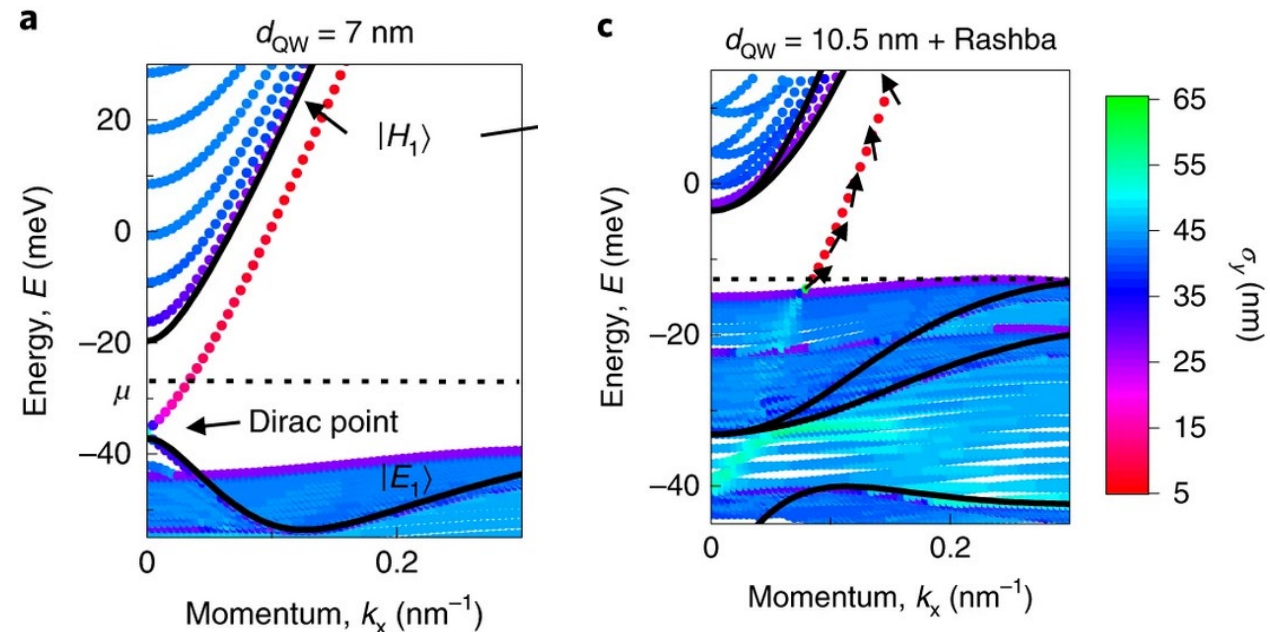 a
d_QW = 7 nm
Energy, E (meV)
20
0
−20
μ
−40
|H₁⟩
Dirac point
|E₁⟩
0
0.2
Momentum, kₓ (nm⁻¹)
c
d_QW = 10.5 nm + Rashba
Energy, E (meV)
0
−20
−40
0
0.2
Momentum, kₓ (nm⁻¹)
65
55
45
35
25
15
5
σ_y (nm)